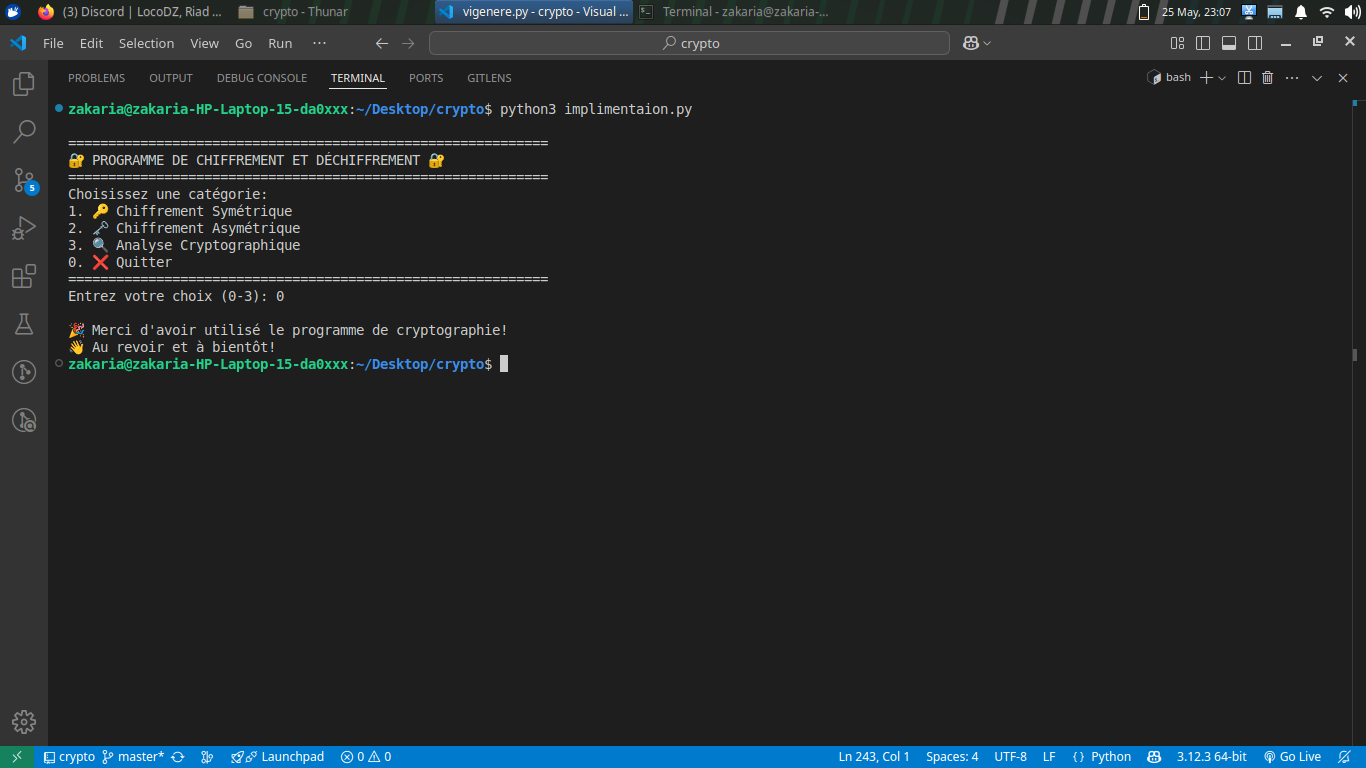 (3) Discord | LocoDZ, Riad ...
crypto - Thunar
vigenere.py - crypto - Visual ...
Terminal - zakaria@zakaria-...
25 May, 23:07
File Edit Selection View Go Run ...
crypto
PROBLEMS OUTPUT DEBUG CONSOLE TERMINAL PORTS GITLENS
bash
zakaria@zakaria-HP-Laptop-15-da0xxx:~/Desktop/crypto$ python3 implimentaion.py
============================================================
🔐 PROGRAMME DE CHIFFREMENT ET DÉCHIFFREMENT 🔐
============================================================
Choisissez une catégorie:
1. 🔑 Chiffrement Symétrique
2. 🗝️ Chiffrement Asymétrique
3. 🔍 Analyse Cryptographique
0. ❌ Quitter
============================================================
Entrez votre choix (0-3): 0
🎉 Merci d'avoir utilisé le programme de cryptographie!
👋 Au revoir et à bientôt!
zakaria@zakaria-HP-Laptop-15-da0xxx:~/Desktop/crypto$
5
crypto master* Launchpad 0 0 Ln 243, Col 1 Spaces: 4 UTF-8 LF { } Python 3.12.3 64-bit Go Live